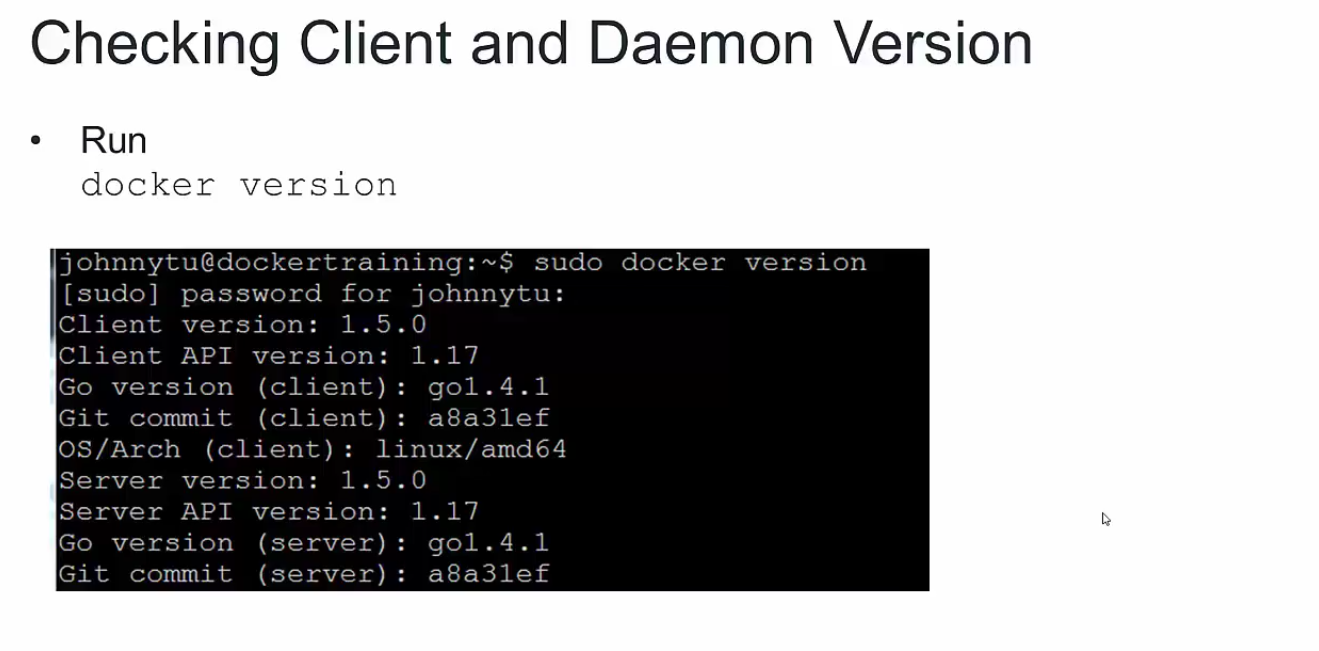 Checking Client and Daemon Version
• Run
docker version
johnnytu@dockertraining:~$ sudo docker version
[sudo] password for johnnytu:
Client version: 1.5.0
Client API version: 1.17
Go version (client): go1.4.1
Git commit (client): a8a31ef
OS/Arch (client): linux/amd64
Server version: 1.5.0
Server API version: 1.17
Go version (server): go1.4.1
Git commit (server): a8a31ef